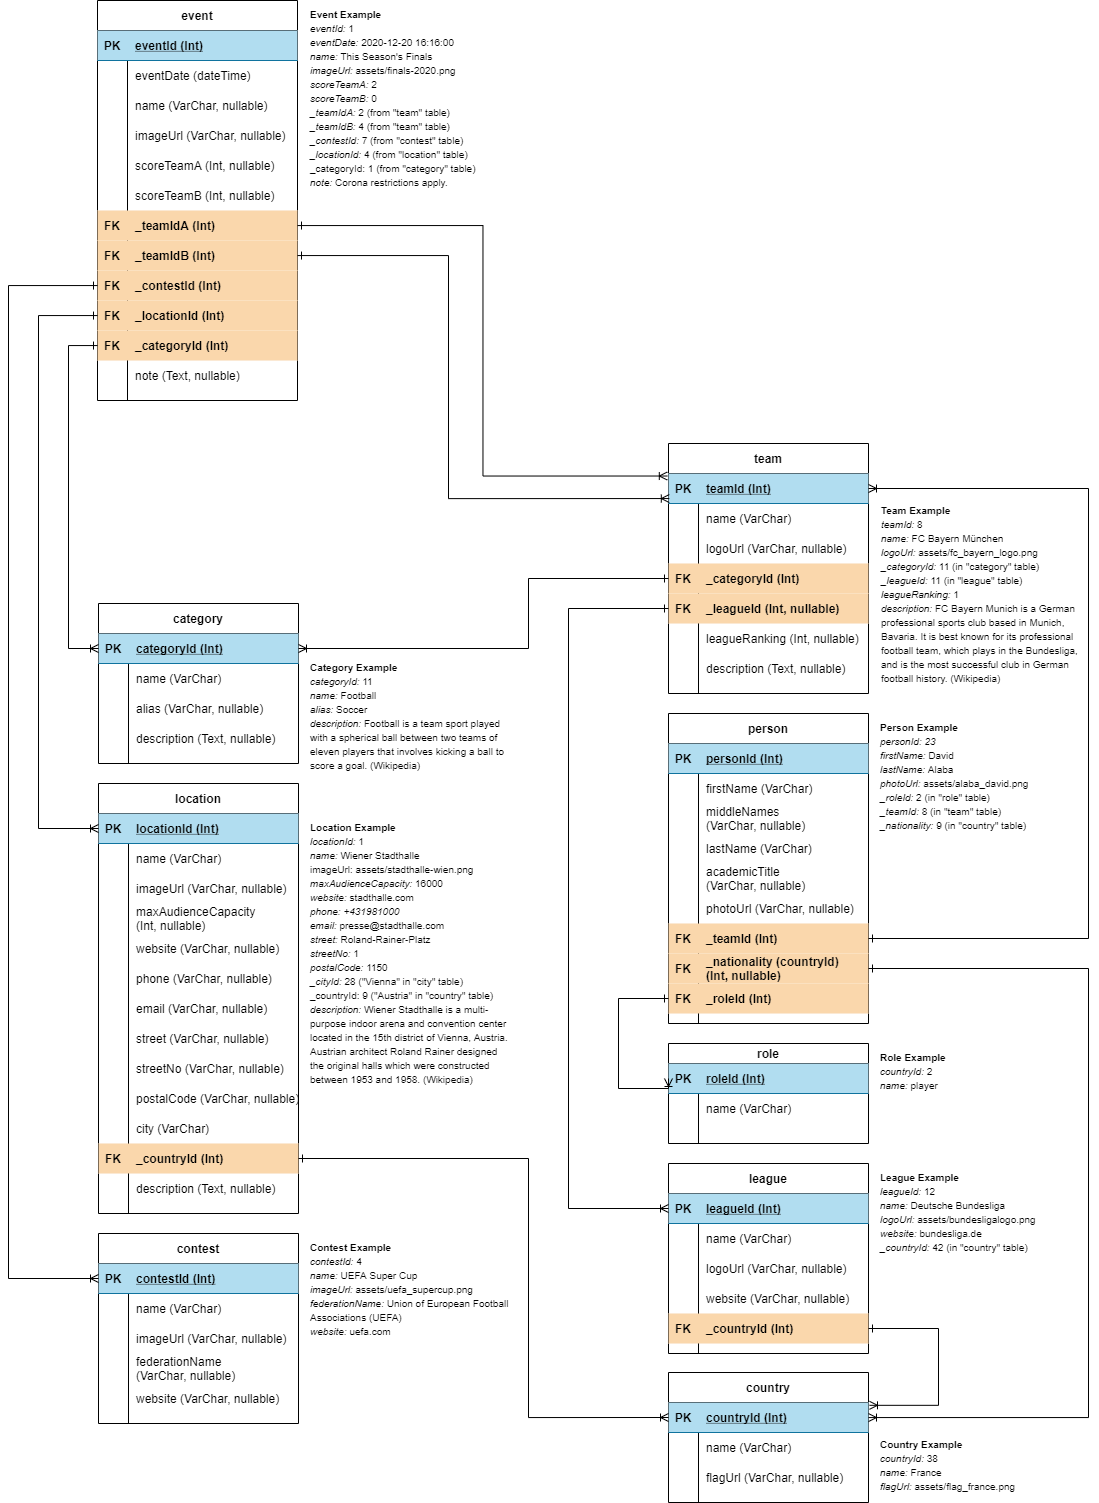 event
PK eventId (Int)
eventDate (dateTime)
name (VarChar, nullable)
imageUrl (VarChar, nullable)
scoreTeamA (Int, nullable)
scoreTeamB (Int, nullable)
FK _teamIdA (Int)
FK _teamIdB (Int)
FK _contestId (Int)
FK _locationId (Int)
FK _categoryId (Int)
note (Text, nullable)
Event Example
eventId: 1
eventDate: 2020-12-20 16:16:00
name: This Season's Finals
imageUrl: assets/finals-2020.png
scoreTeamA: 2
scoreTeamB: 0
_teamIdA: 2 (from "team" table)
_teamIdB: 4 (from "team" table)
_contestId: 7 (from "contest" table)
_locationId: 4 (from "location" table)
_categoryId: 1 (from "category" table)
note: Corona restrictions apply.
team
PK teamId (Int)
name (VarChar)
logoUrl (VarChar, nullable)
FK _categoryId (Int)
FK _leagueId (Int, nullable)
leagueRanking (Int, nullable)
description (Text, nullable)
Team Example
teamId: 8
name: FC Bayern München
logoUrl: assets/fc_bayern_logo.png
_categoryId: 11 (in "category" table)
_leagueId: 11 (in "league" table)
leagueRanking: 1
description: FC Bayern Munich is a German
professional sports club based in Munich,
Bavaria. It is best known for its professional
football team, which plays in the Bundesliga,
and is the most successful club in German
football history. (Wikipedia)
category
PK categoryId (Int)
name (VarChar)
alias (VarChar, nullable)
description (Text, nullable)
Category Example
categoryId: 11
name: Football
alias: Soccer
description: Football is a team sport played
with a spherical ball between two teams of
eleven players that involves kicking a ball to
score a goal. (Wikipedia)
person
PK personId (Int)
firstName (VarChar)
middleNames
(VarChar, nullable)
lastName (VarChar)
academicTitle
(VarChar, nullable)
photoUrl (VarChar, nullable)
FK _teamId (Int)
FK _nationality (countryId)
(Int, nullable)
FK _roleId (Int)
Person Example
personId: 23
firstName: David
lastName: Alaba
photoUrl: assets/alaba_david.png
_roleId: 2 (in "role" table)
_teamId: 8 (in "team" table)
_nationality: 9 (in "country" table)
location
PK locationId (Int)
name (VarChar)
imageUrl (VarChar, nullable)
maxAudienceCapacity
(Int, nullable)
website (VarChar, nullable)
phone (VarChar, nullable)
email (VarChar, nullable)
street (VarChar, nullable)
streetNo (VarChar, nullable)
postalCode (VarChar, nullable)
city (VarChar)
FK _countryId (Int)
description (Text, nullable)
Location Example
locationId: 1
name: Wiener Stadthalle
imageUrl: assets/stadthalle-wien.png
maxAudienceCapacity: 16000
website: stadthalle.com
phone: +431981000
email: presse@stadthalle.com
street: Roland-Rainer-Platz
streetNo: 1
postalCode: 1150
_cityId: 28 ("Vienna" in "city" table)
_countryId: 9 ("Austria" in "country" table)
description: Wiener Stadthalle is a multi-
purpose indoor arena and convention center
located in the 15th district of Vienna, Austria.
Austrian architect Roland Rainer designed
the original halls which were constructed
between 1953 and 1958. (Wikipedia)
role
PK roleId (Int)
name (VarChar)
Role Example
countryId: 2
name: player
league
PK leagueId (Int)
name (VarChar)
logoUrl (VarChar, nullable)
website (VarChar, nullable)
FK _countryId (Int)
League Example
leagueId: 12
name: Deutsche Bundesliga
logoUrl: assets/bundesligalogo.png
website: bundesliga.de
_countryId: 42 (in "country" table)
contest
PK contestId (Int)
name (VarChar)
imageUrl (VarChar, nullable)
federationName
(VarChar, nullable)
website (VarChar, nullable)
Contest Example
contestId: 4
name: UEFA Super Cup
imageUrl: assets/uefa_supercup.png
federationName: Union of European Football
Associations (UEFA)
website: uefa.com
country
PK countryId (Int)
name (VarChar)
flagUrl (VarChar, nullable)
Country Example
countryId: 38
name: France
flagUrl: assets/flag_france.png